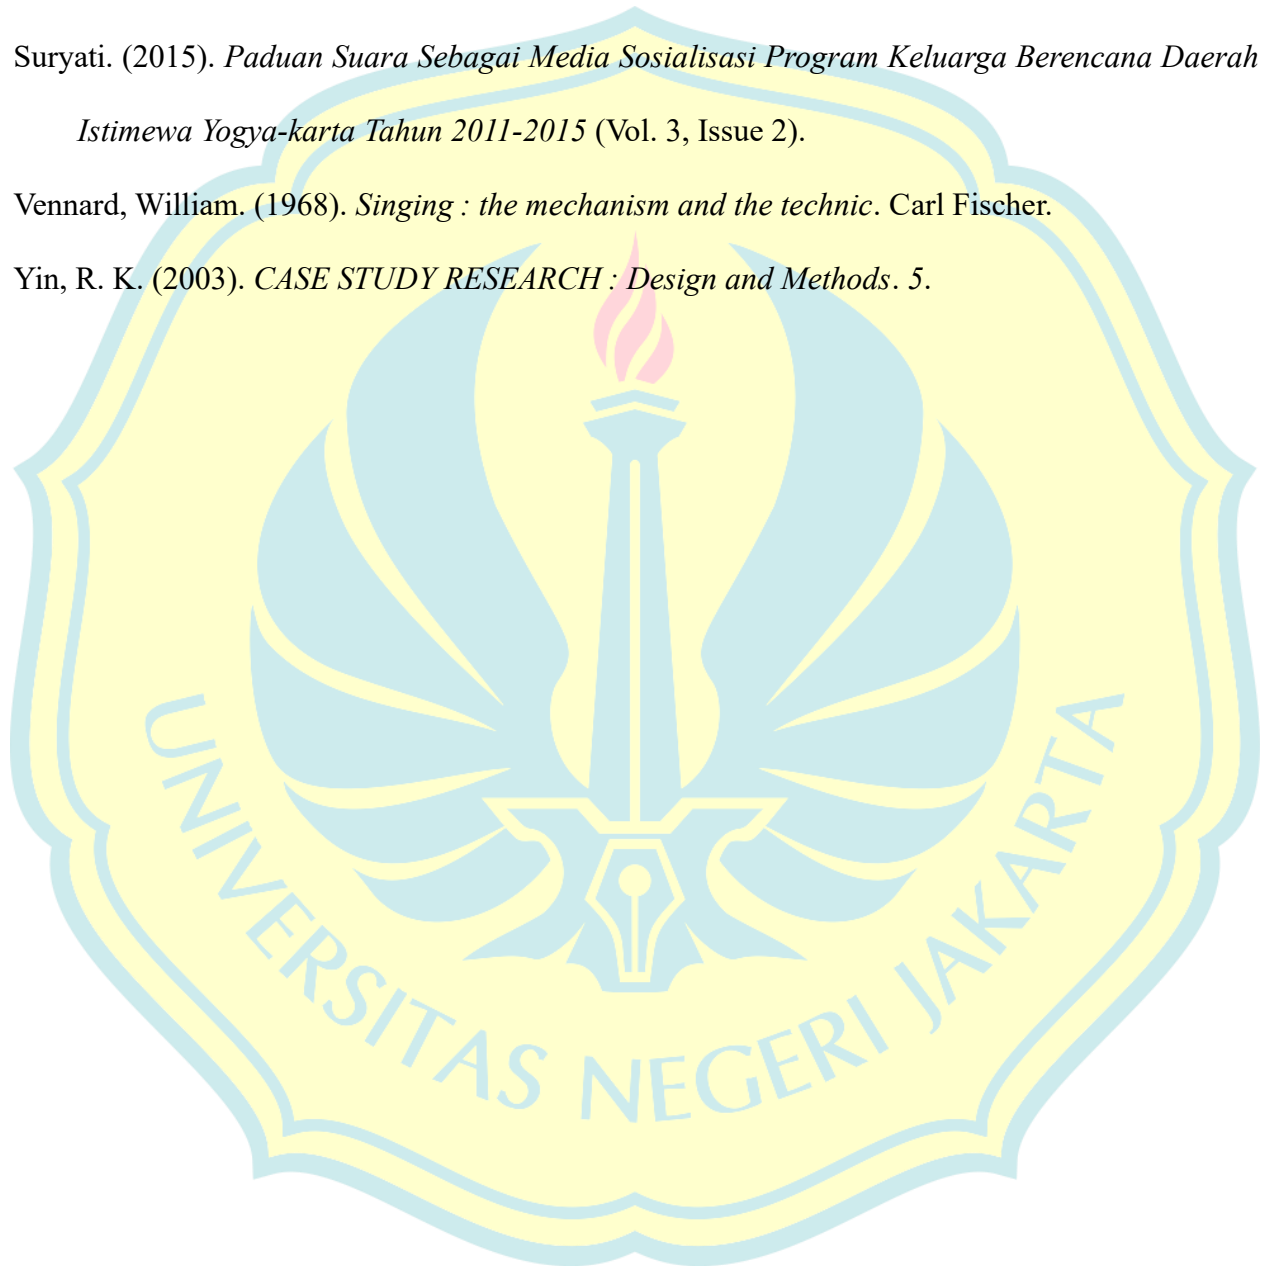 Suryati. (2015). Paduan Suara Sebagai Media Sosialisasi Program Keluarga Berencana Daerah
Istimewa Yogya-karta Tahun 2011-2015 (Vol. 3, Issue 2).
Vennard, William. (1968). Singing : the mechanism and the technic. Carl Fischer.
Yin, R. K. (2003). CASE STUDY RESEARCH : Design and Methods. 5.
UNIVERSITAS NEGERI JAKARTA